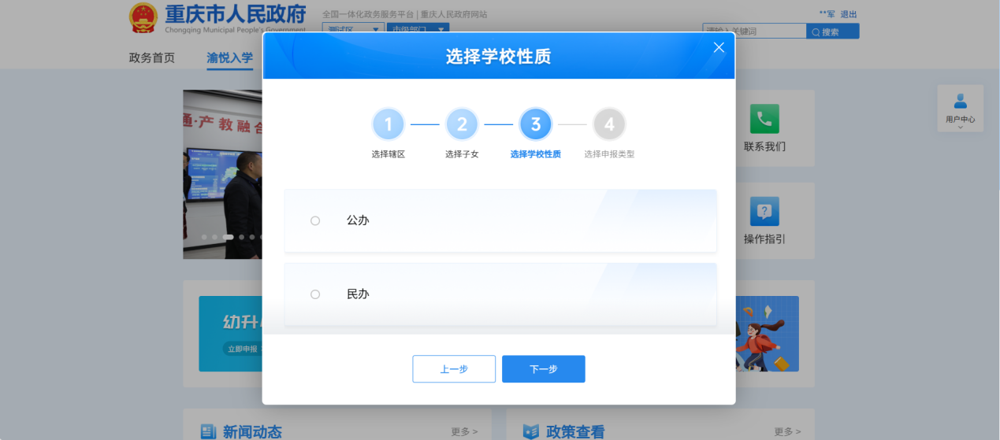 重庆市人民政府
Chongqing Municipal People's Government
全国一体化政务服务平台 | 重庆人民政府网站
测试区
市级部门
**军 退出
请输入关键词
搜索
政务首页
渝悦入学
选择学校性质
1
2
3
4
选择辖区
选择子女
选择学校性质
选择申报类型
公办
民办
上一步
下一步
通·产 教 融 合
用户中心
联系我们
操作指引
幼升
立即申报
新闻动态
更多 >
政策查看
更多 >